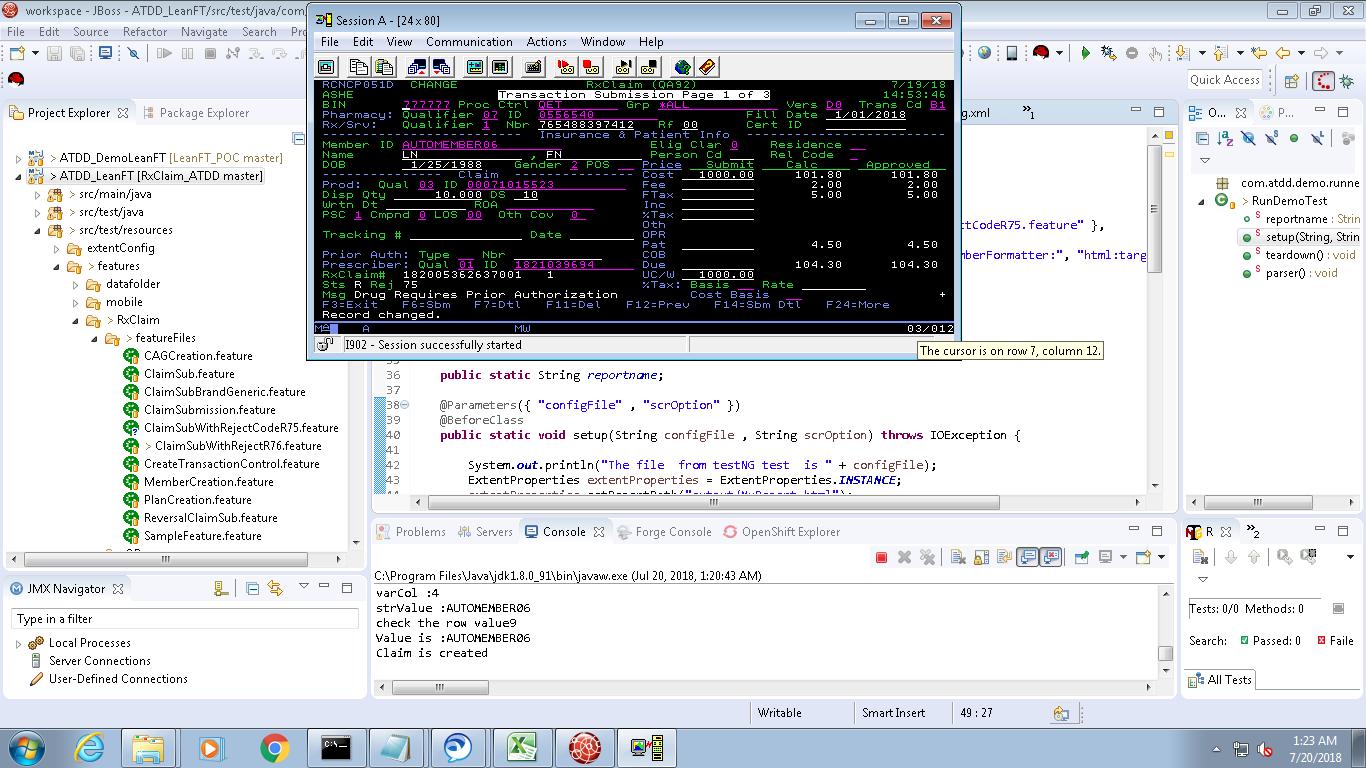 workspace - JBoss - ATDD_LeanFT/src/test/java/com/
File Edit Source Refactor Navigate Search
Quick Access
Session A - [24 x 80]
File Edit View Communication Actions Window Help
RCNCP051D CHANGE RxClaim (QA92) 7/19/18
ASHE Transaction Submission Page 1 of 3 14:53:46
BIN 777777 Proc Ctrl QET Grp *ALL Vers D0 Trans Cd B1
Pharmacy: Qualifier 07 ID 0556540 Fill Date 1/01/2018
Rx/Srv: Qualifier 1 Nbr 765488397412 Rf 00 Cert ID
Insurance & Patient Info
Member ID AUTOMEMBER06 Elig Clar 0 Residence
Name LN , FN Person Cd Rel Code
DOB 1/25/1988 Gender 2 POS Price Submit Calc Approved
Claim Cost 1000.00 101.80 101.80
Prod: Qual 03 ID 00071015523 Fee 2.00 2.00
Disp Qty 10.000 DS 10 FTax 5.00 5.00
Wrtn Dt ROA Inc
PSC 1 Cmpnd 0 LOS 00 Oth Cov 0 %Tax
Oth
Tracking # Date OPR
Pat 4.50 4.50
Prior Auth: Type Nbr COB
Prescriber: Qual 01 ID 1821039694 Due 104.30 104.30
RxClaim# 182005362637001 1 UC/W 1000.00
Sts R Rej 75 %Tax: Basis Rate
Msg Drug Requires Prior Authorization Cost Basis +
F3=Exit F6=Sbm F7=Dtl F11=Del F12=Prev F14=Sbm Dtl F24=More
Record changed.
MA A MW 03/012
I902 - Session successfully started
The cursor is on row 7, column 12.
Project Explorer Package Explorer
> ATDD_DemoLeanFT [LeanFT_POC master]
> ATDD_LeanFT [RxClaim_ATDD master]
> src/main/java
> src/test/java
> src/test/resources
extentConfig
> features
datafolder
mobile
> RxClaim
> featureFiles
CAGCreation.feature
ClaimSub.feature
ClaimSubBrandGeneric.feature
ClaimSubmission.feature
ClaimSubWithRejectCodeR75.feature
> ClaimSubWithRejectR76.feature
CreateTransactionControl.feature
MemberCreation.feature
PlanCreation.feature
ReversalClaimSub.feature
SampleFeature.feature
g.xml
ctCodeR75.feature" },
mberFormatter:", "html:targ
36 public static String reportname;
37
38 @Parameters({ "configFile" , "scrOption" })
39 @BeforeClass
40 public static void setup(String configFile , String scrOption) throws IOException {
41
42 System.out.println("The file from testNG test is " + configFile);
43 ExtentProperties extentProperties = ExtentProperties.INSTANCE;
O... P...
com.atdd.demo.runne
> RunDemoTest
reportname : Strin
setup(String, Strin
teardown() : void
parser() : void
JMX Navigator
Type in a filter
Local Processes
Server Connections
User-Defined Connections
Problems Servers Console Forge Console OpenShift Explorer
C:\Program Files\Java\jdk1.8.0_91\bin\javaw.exe (Jul 20, 2018, 1:20:43 AM)
varCol :4
strValue :AUTOMEMBER06
check the row value9
Value is :AUTOMEMBER06
Claim is created
R
Tests: 0/0 Methods: 0
Search: Passed: 0 Faile
All Tests
Writable Smart Insert 49 : 27
1:23 AM
7/20/2018